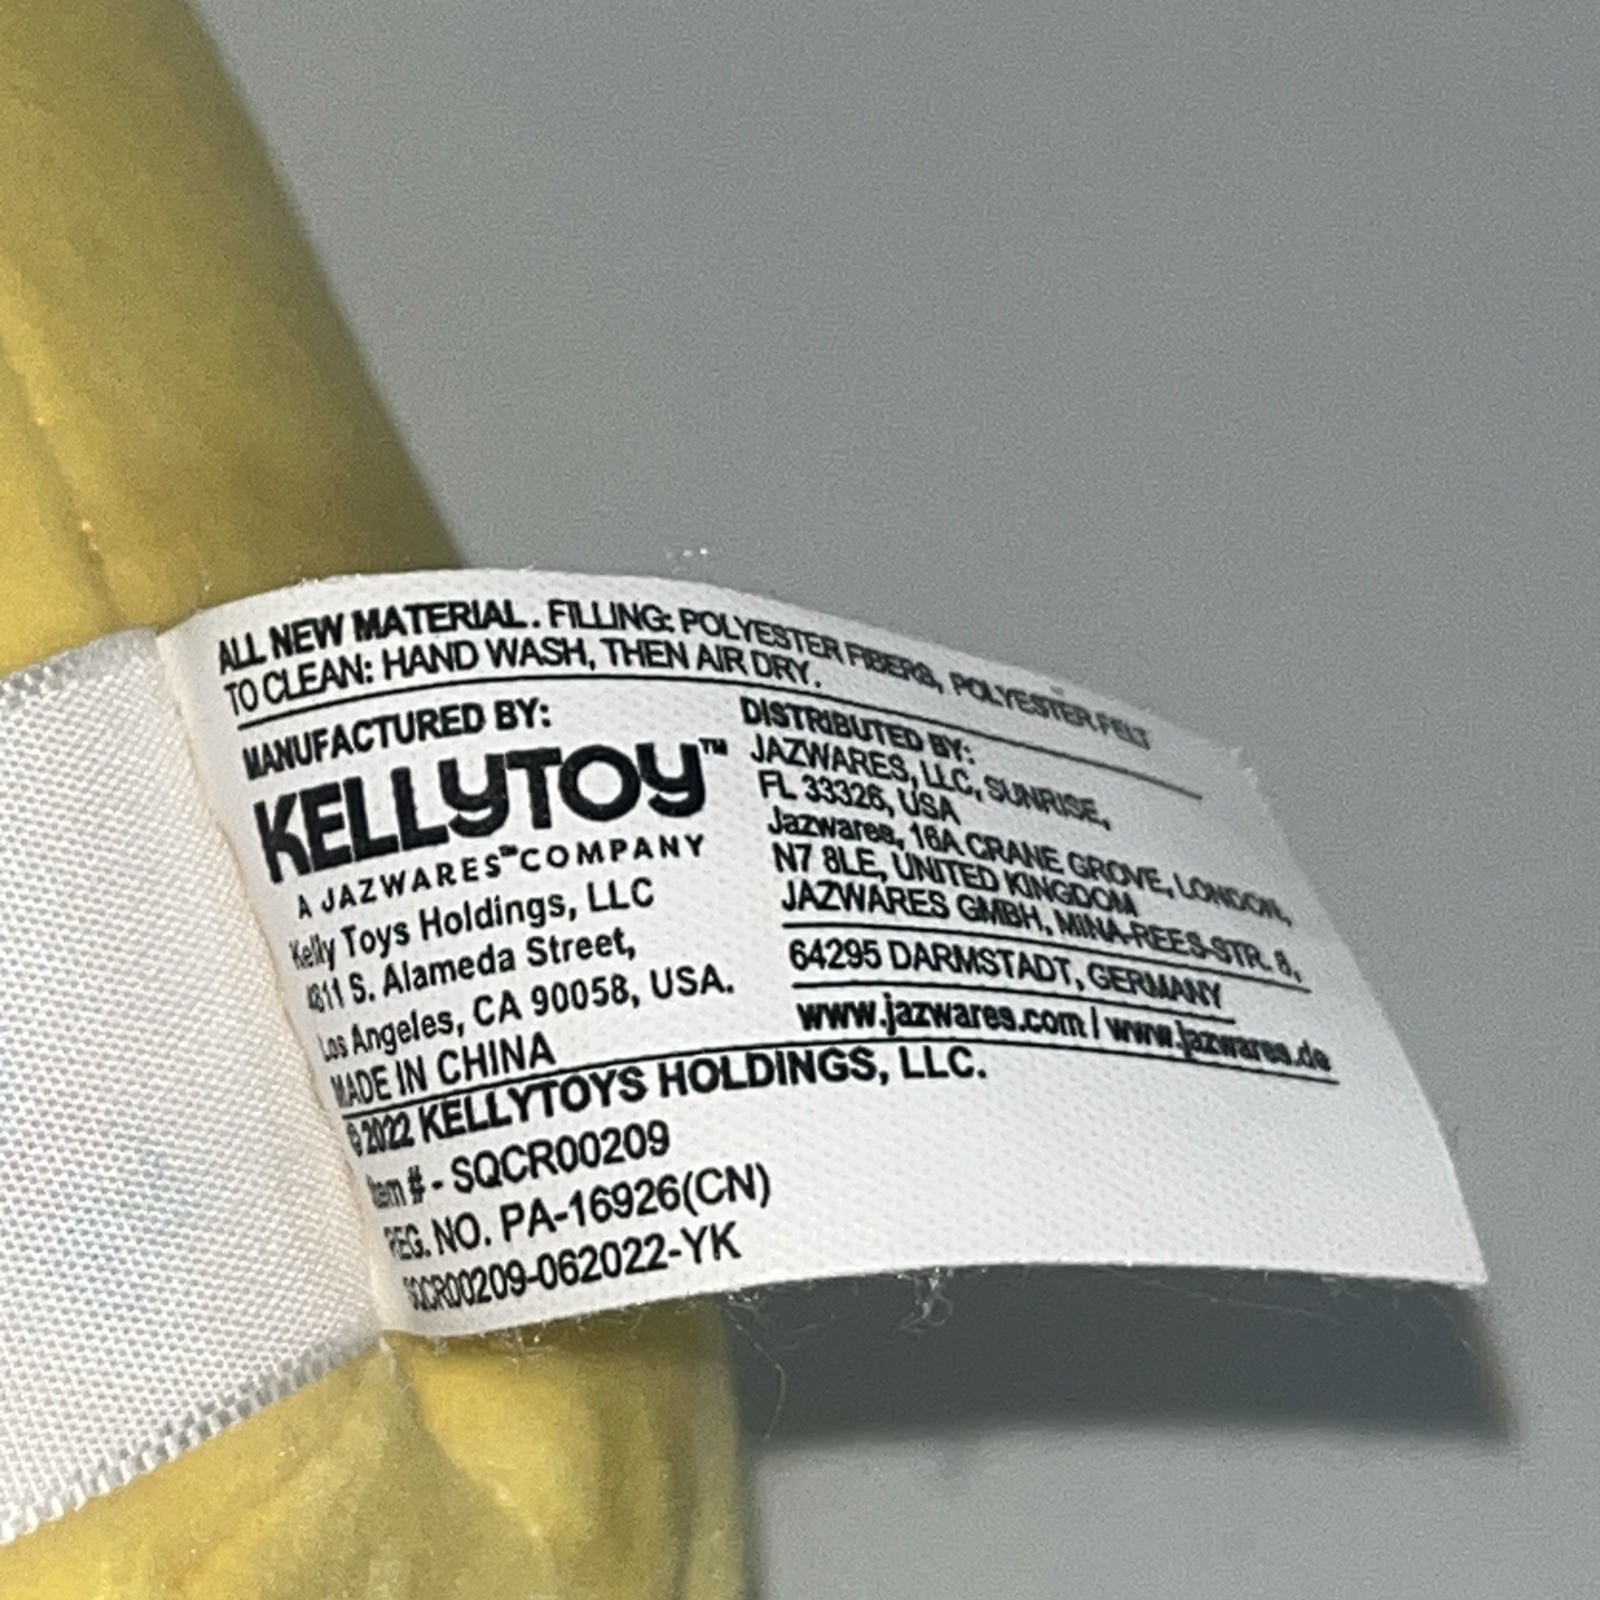 ALL NEW MATERIAL. FILLING: POLYESTER FIBERS, POLYESTER FELT
TO CLEAN: HAND WASH, THEN AIR DRY.
MANUFACTURED BY:
KELLYTOY™
A JAZWARES™ COMPANY
Kelly Toys Holdings, LLC
4811 S. Alameda Street,
Los Angeles, CA 90058, USA.
MADE IN CHINA
DISTRIBUTED BY:
JAZWARES, LLC, SUNRISE,
FL 33326, USA
Jazwares, 16A CRANE GROVE, LONDON,
N7 8LE, UNITED KINGDOM
JAZWARES GMBH, MINA-REES-STR. 8,
64295 DARMSTADT, GERMANY
www.jazwares.com / www.jazwares.de
© 2022 KELLYTOYS HOLDINGS, LLC.
Item # - SQCR00209
REG. NO. PA-16926(CN)
SQCR00209-062022-YK